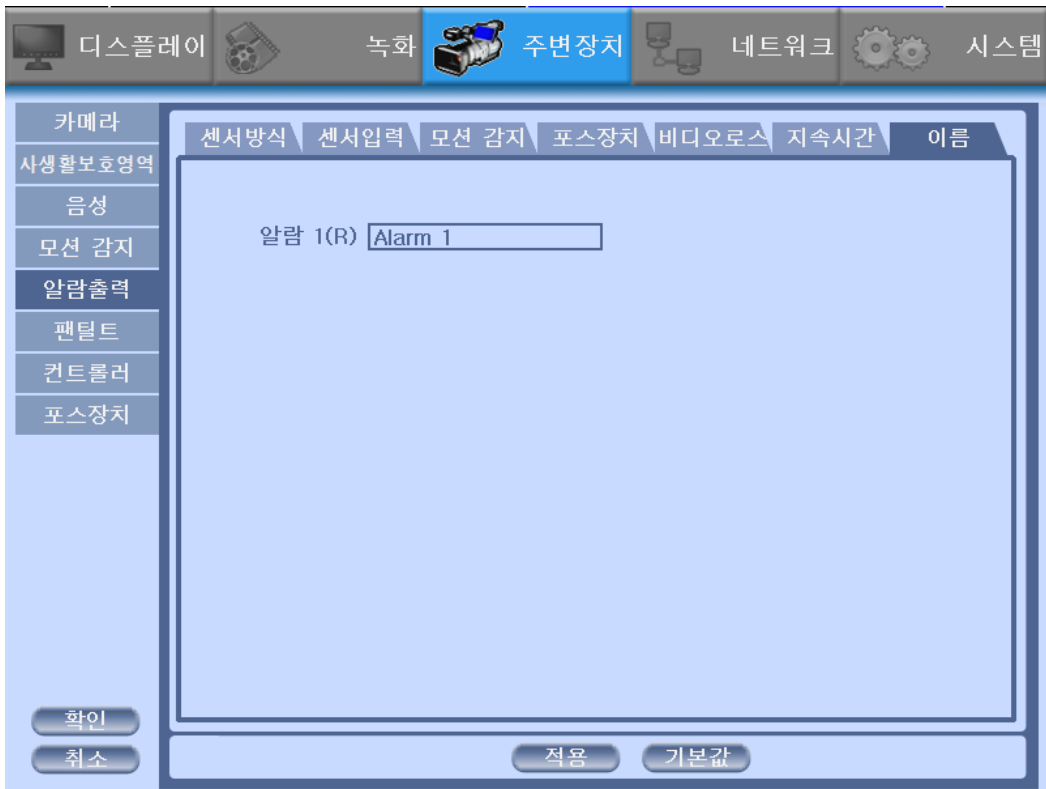 디스플레이 녹화 주변장치 네트워크 시스템
카메라
사생활보호영역
음성
모션 감지
알람출력
팬틸트
컨트롤러
포스장치
센서방식 센서입력 모션 감지 포스장치 비디오로스 지속시간 이름
알람 1(R) Alarm 1
확인
취소
적용 기본값